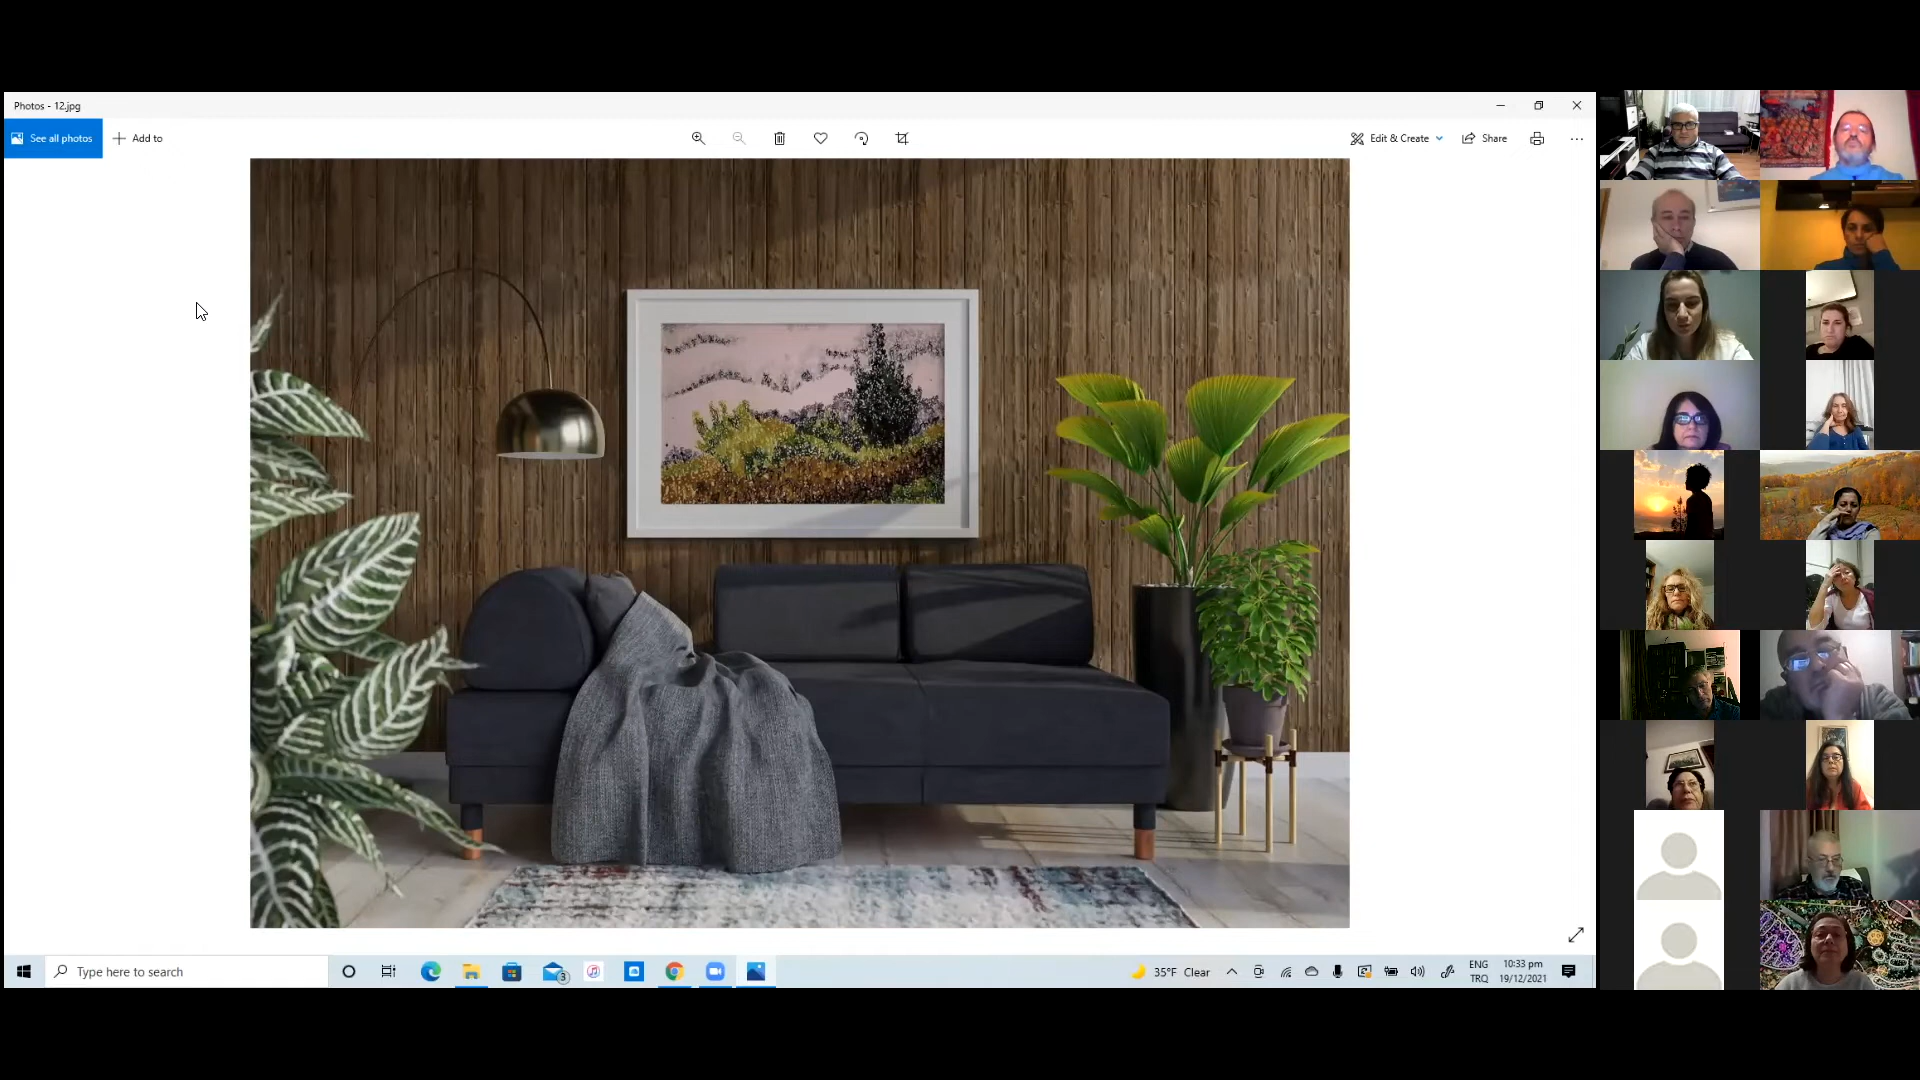 Photos - 12.jpg
See all photos
Add to
Edit & Create
Share
Type here to search
3
35°F Clear
ENG
TRQ
10:33 pm
19/12/2021